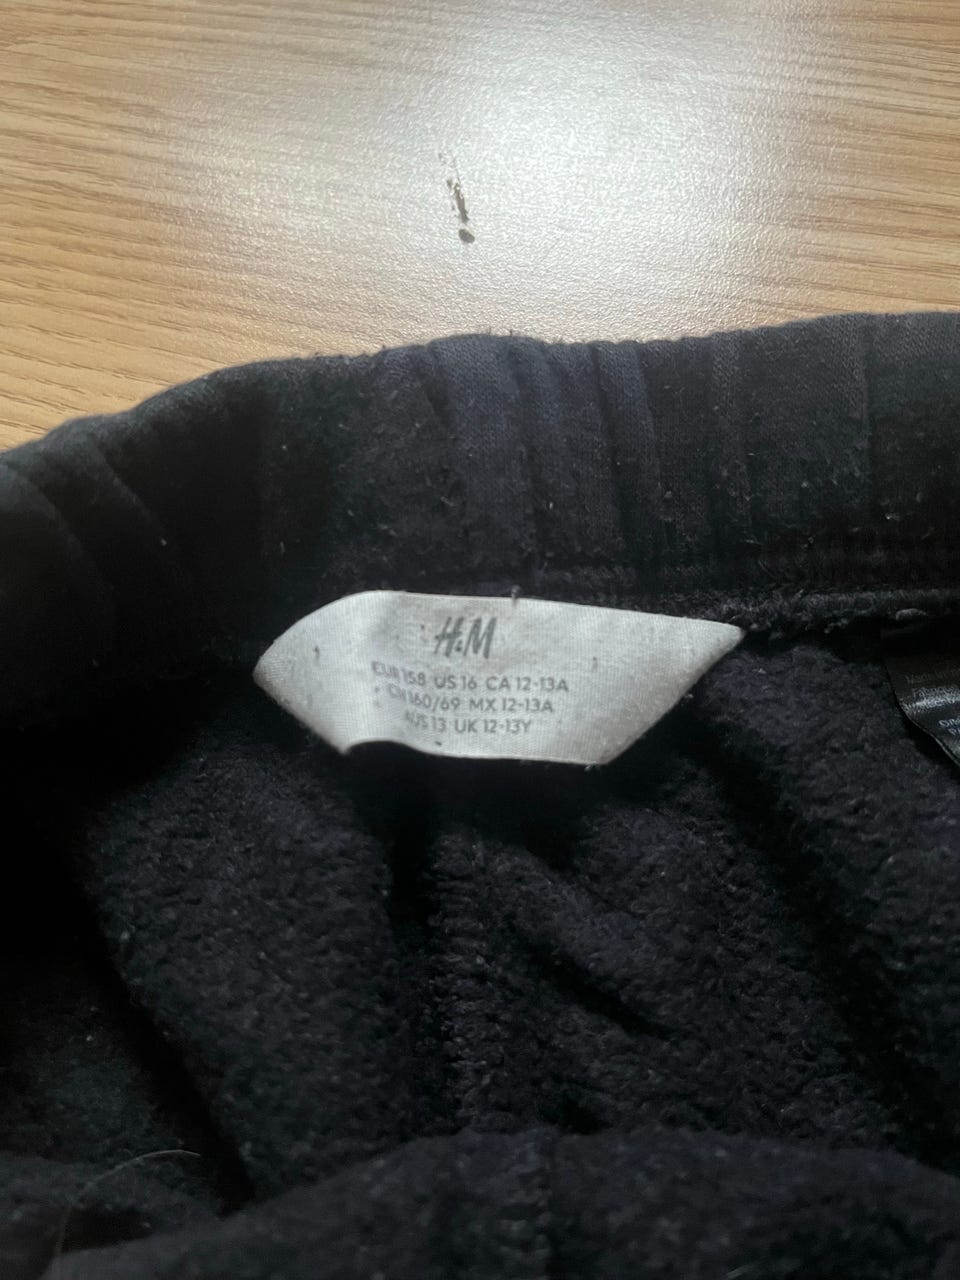 H&M
EUR 158 US 16 CA 12-13A
CN 160/69 MX 12-13A
AUS 13 UK 12-13Y